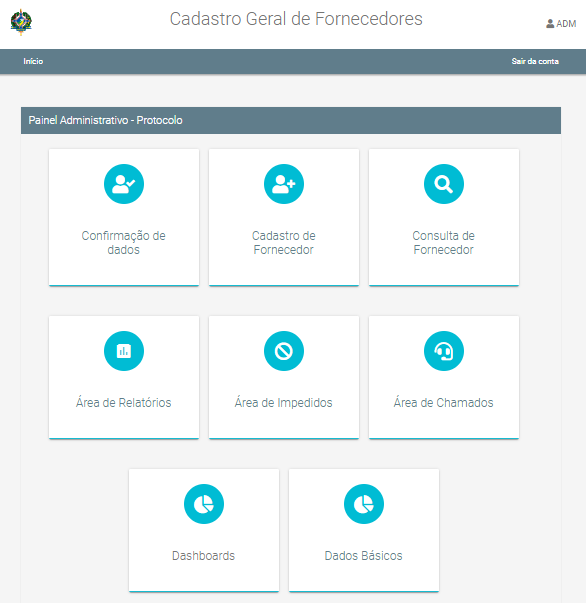 Cadastro Geral de Fornecedores
ADM
Início
Sair da conta
Painel Administrativo - Protocolo
Confirmação de
dados
Cadastro de
Fornecedor
Consulta de
Fornecedor
Área de Relatórios
Área de Impedidos
Área de Chamados
Dashboards
Dados Básicos